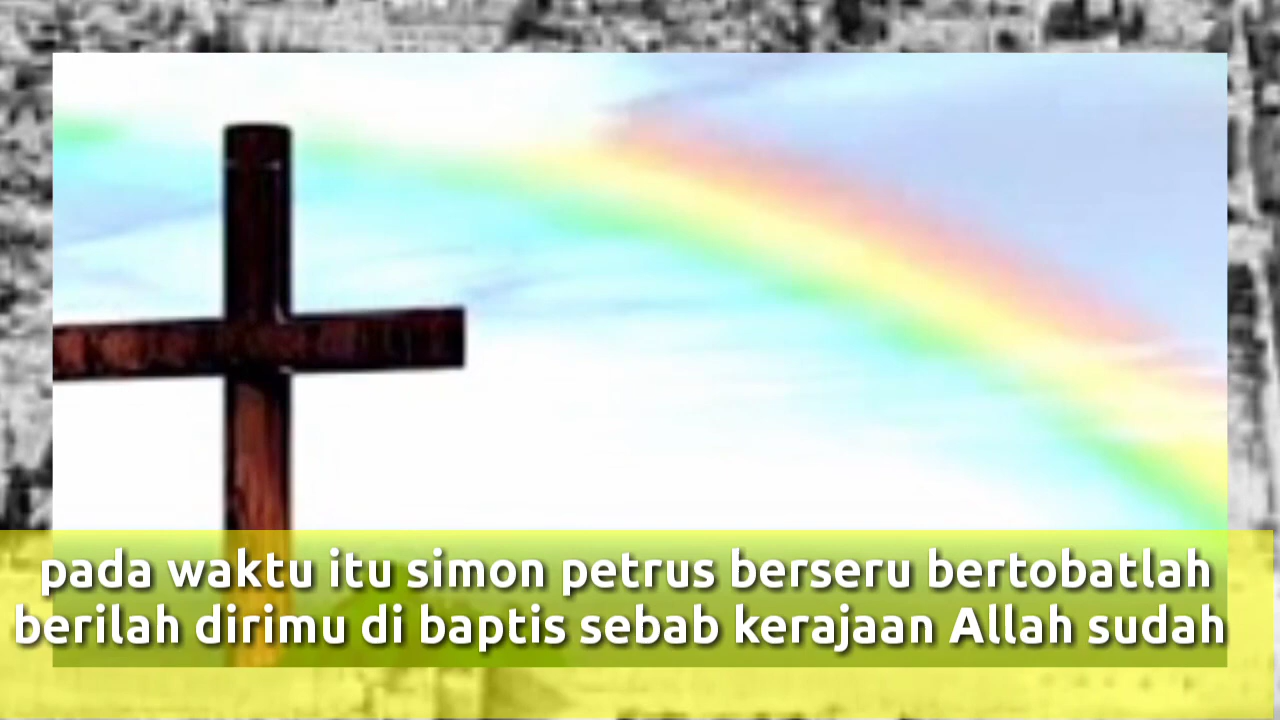 pada waktu itu simon petrus berseru bertobatlah
berilah dirimu di baptis sebab kerajaan Allah sudah